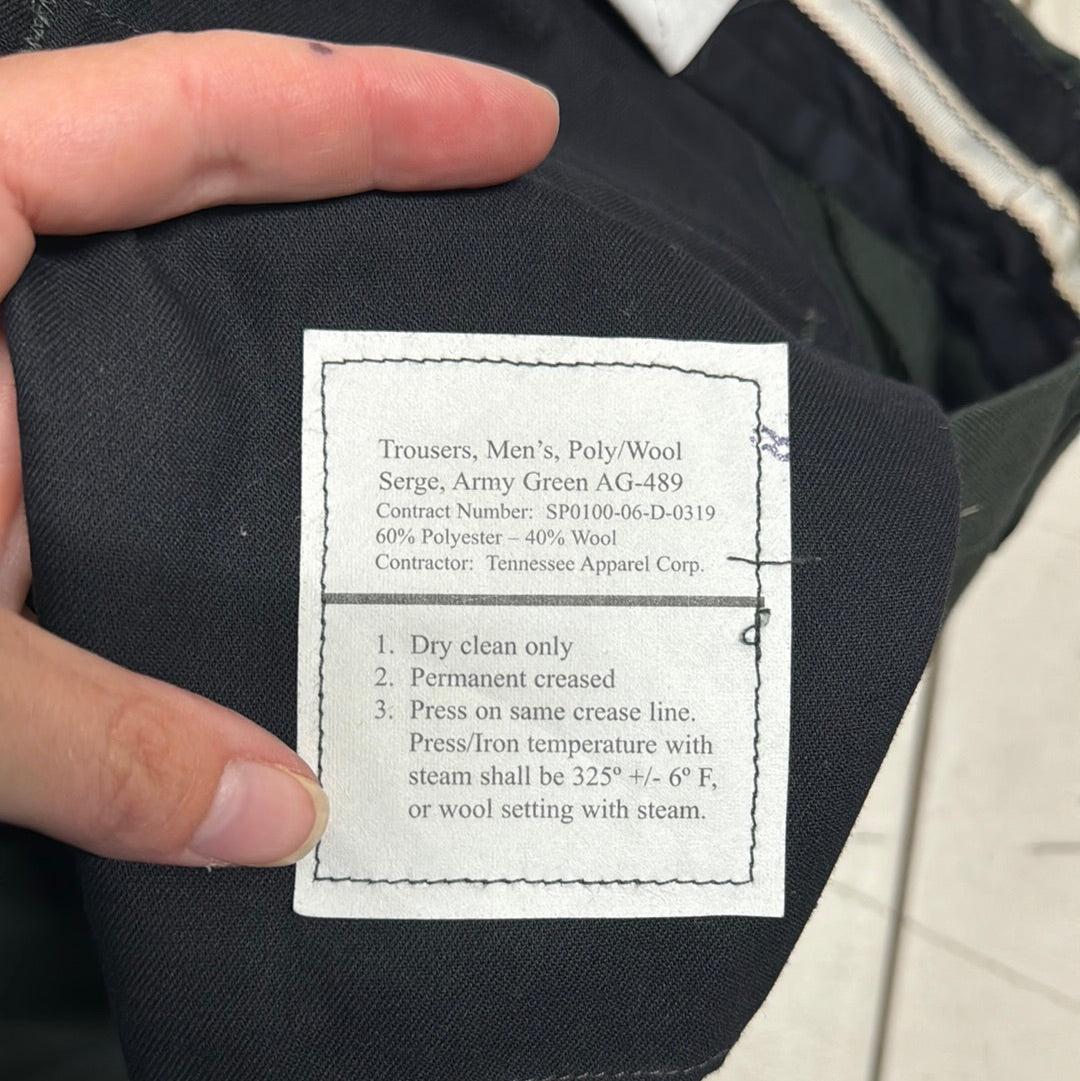 Trousers, Men's, Poly/Wool
Serge, Army Green AG-489
Contract Number: SP0100-06-D-0319
60% Polyester – 40% Wool
Contractor: Tennessee Apparel Corp.
1. Dry clean only
2. Permanent creased
3. Press on same crease line.
Press/Iron temperature with
steam shall be 325º +/- 6º F,
or wool setting with steam.